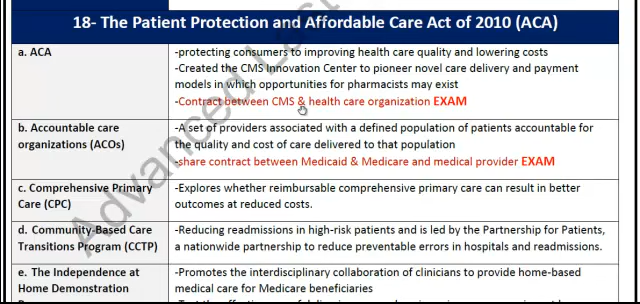 18- The Patient Protection and Affordable Care Act of 2010 (ACA)
a. ACA
-protecting consumers to improving health care quality and lowering costs
-Created the CMS Innovation Center to pioneer novel care delivery and payment
models in which opportunities for pharmacists may exist
-Contract between CMS & health care organization EXAM
b. Accountable care
organizations (ACOs)
-A set of providers associated with a defined population of patients accountable for
the quality and cost of care delivered to that population
-share contract between Medicaid & Medicare and medical provider EXAM
c. Comprehensive Primary
Care (CPC)
-Explores whether reimbursable comprehensive primary care can result in better
outcomes at reduced costs.
d. Community-Based Care
Transitions Program (CCTP)
-Reducing readmissions in high-risk patients and is led by the Partnership for Patients,
a nationwide partnership to reduce preventable errors in hospitals and readmissions.
e. The Independence at
Home Demonstration
-Promotes the interdisciplinary collaboration of clinicians to provide home-based
medical care for Medicare beneficiaries
Advanced